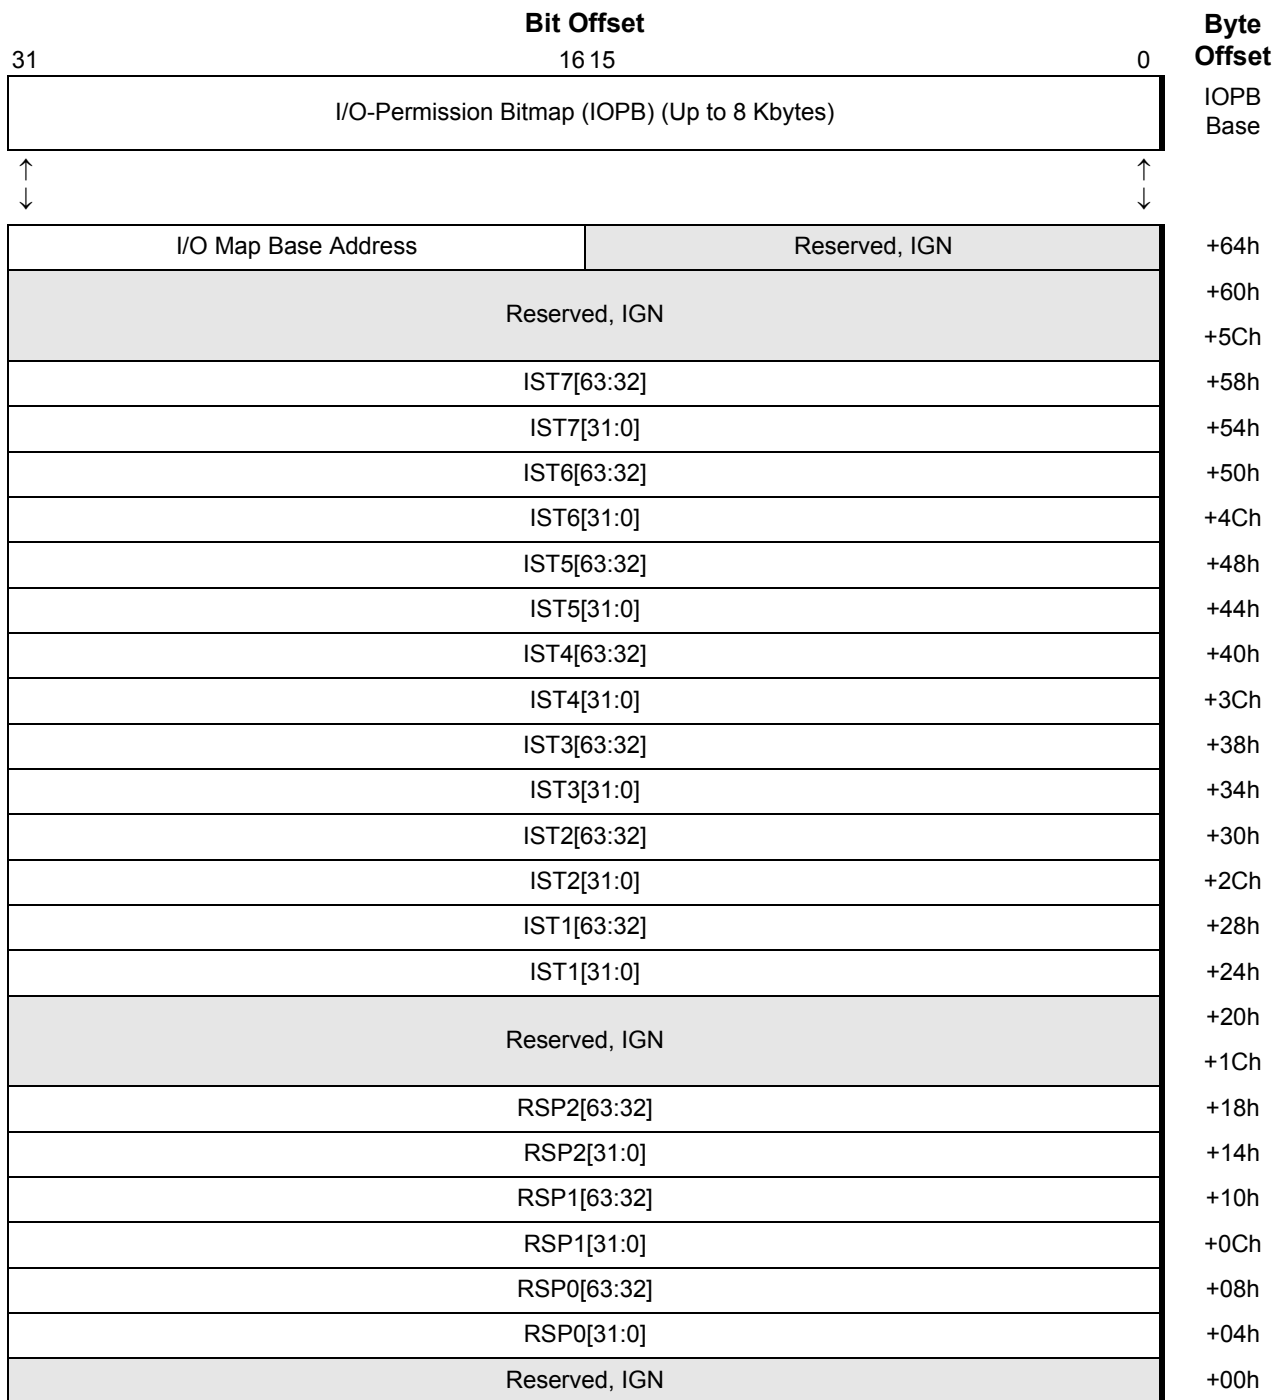 Bit Offset
Byte
Offset
31 16 15 0
I/O-Permission Bitmap (IOPB) (Up to 8 Kbytes)
IOPB
Base
↑ ↑
↓ ↓
I/O Map Base Address Reserved, IGN +64h
+60h
Reserved, IGN
+5Ch
IST7[63:32] +58h
IST7[31:0] +54h
IST6[63:32] +50h
IST6[31:0] +4Ch
IST5[63:32] +48h
IST5[31:0] +44h
IST4[63:32] +40h
IST4[31:0] +3Ch
IST3[63:32] +38h
IST3[31:0] +34h
IST2[63:32] +30h
IST2[31:0] +2Ch
IST1[63:32] +28h
IST1[31:0] +24h
+20h
Reserved, IGN
+1Ch
RSP2[63:32] +18h
RSP2[31:0] +14h
RSP1[63:32] +10h
RSP1[31:0] +0Ch
RSP0[63:32] +08h
RSP0[31:0] +04h
Reserved, IGN +00h